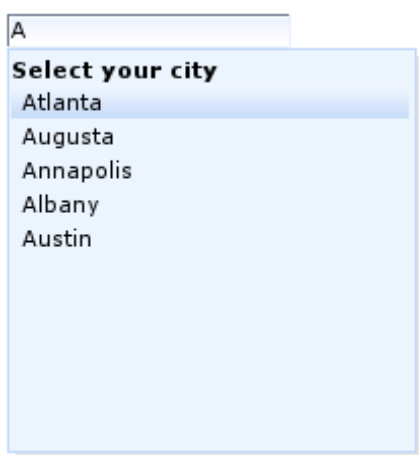 A
Select your city
Atlanta
Augusta
Annapolis
Albany
Austin